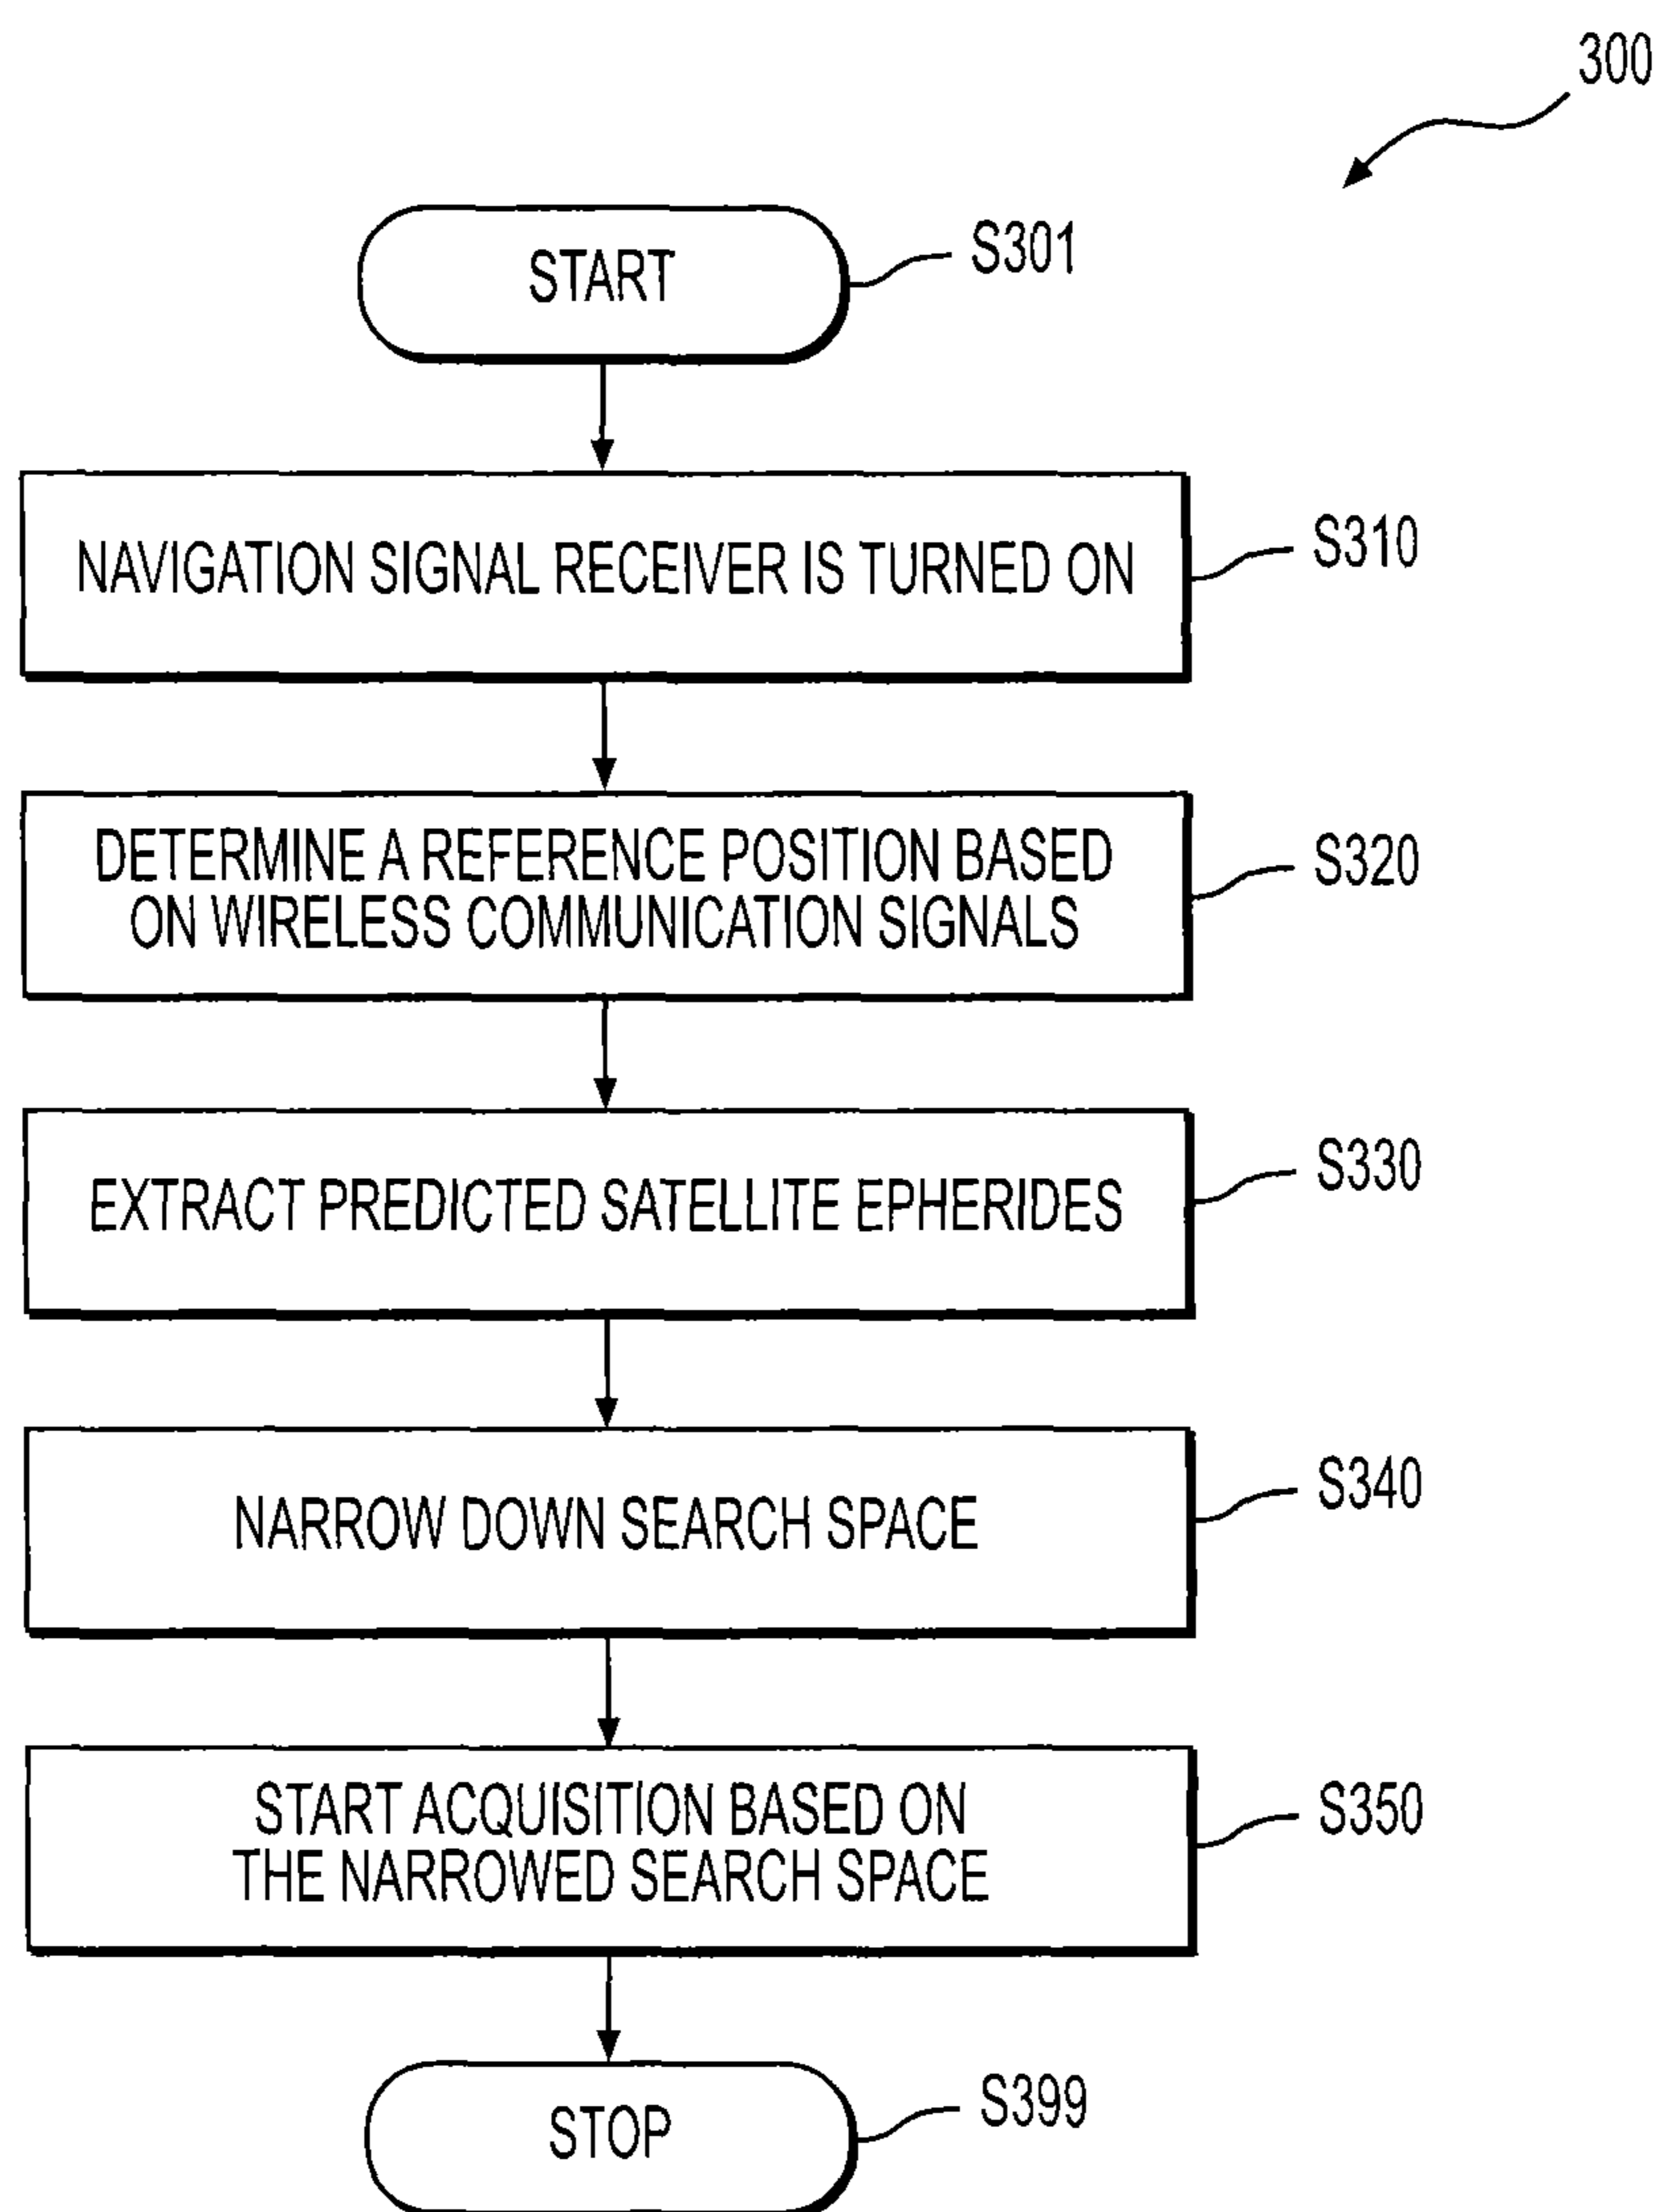 300
START
S301
NAVIGATION SIGNAL RECEIVER IS TURNED ON
S310
DETERMINE A REFERENCE POSITION BASED
ON WIRELESS COMMUNICATION SIGNALS
S320
EXTRACT PREDICTED SATELLITE EPHERIDES
S330
NARROW DOWN SEARCH SPACE
S340
START ACQUISITION BASED ON
THE NARROWED SEARCH SPACE
S350
STOP
S399